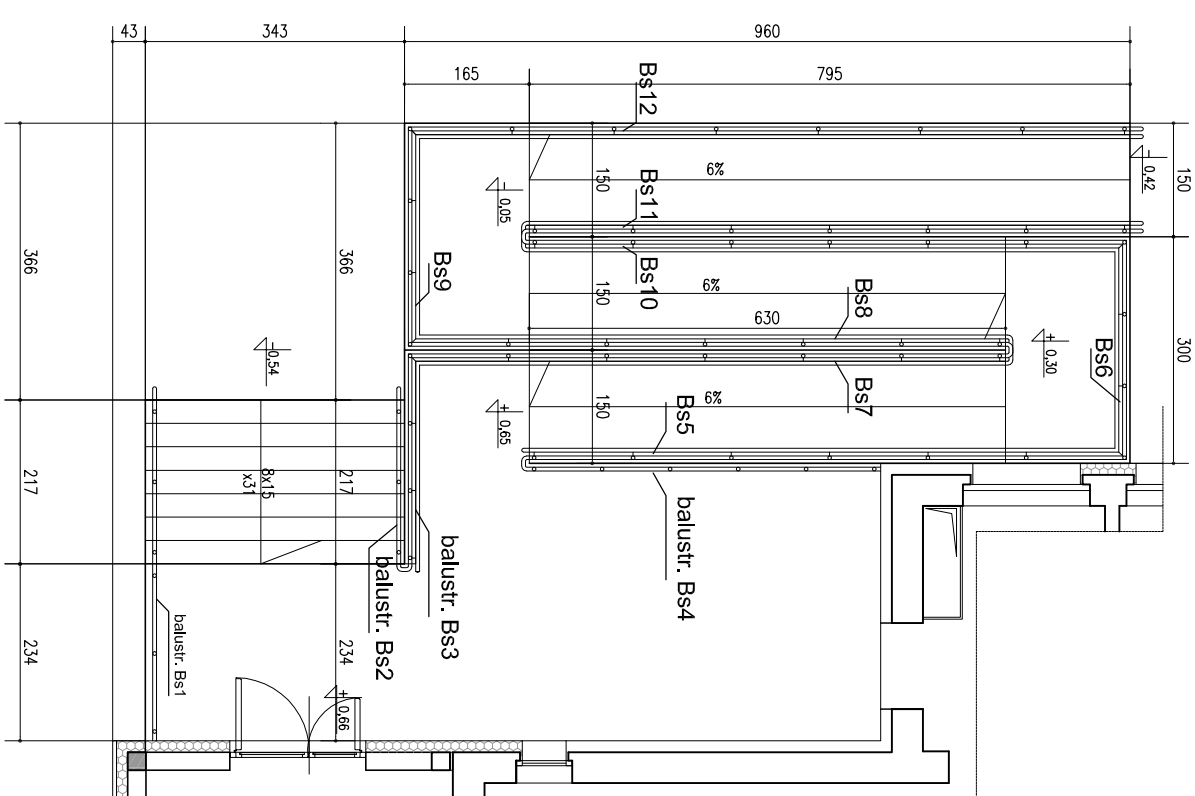 43
343
960
165
795
Bs12
150
6%
-
0,42
150
Bs11
-
0,05
366
366
Bs9
Bs10
150
6%
630
Bs8
+
0,30
Bs6
300
-
0,54
Bs7
+
0,65
150
6%
Bs5
8x15
x31
217
217
balustr. Bs2
balustr. Bs3
balustr. Bs4
balustr. Bs1
234
234
+
0,66